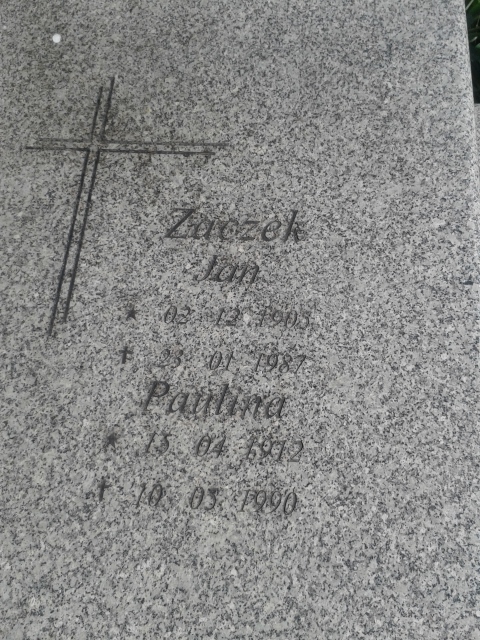 Zaczek
Jan
* 02 12 1905
† 23 01 1987
Paulina
* 15 04 1912
† 10 03 1990